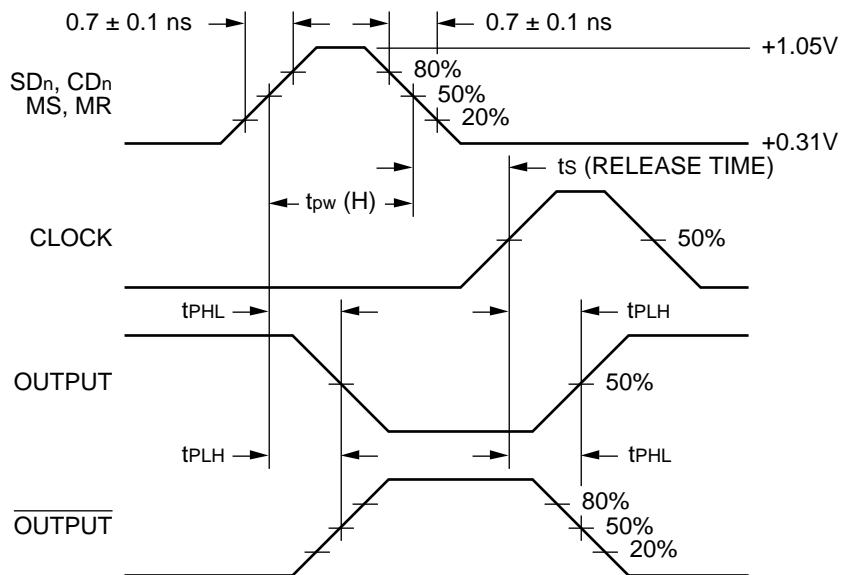 0.7 ± 0.1 ns
0.7 ± 0.1 ns
+1.05V
SDn, CDn
MS, MR
80%
50%
20%
+0.31V
tS (RELEASE TIME)
tpw (H)
CLOCK
50%
tPHL
tPLH
OUTPUT
50%
tPLH
tPHL
OUTPUT
80%
50%
20%